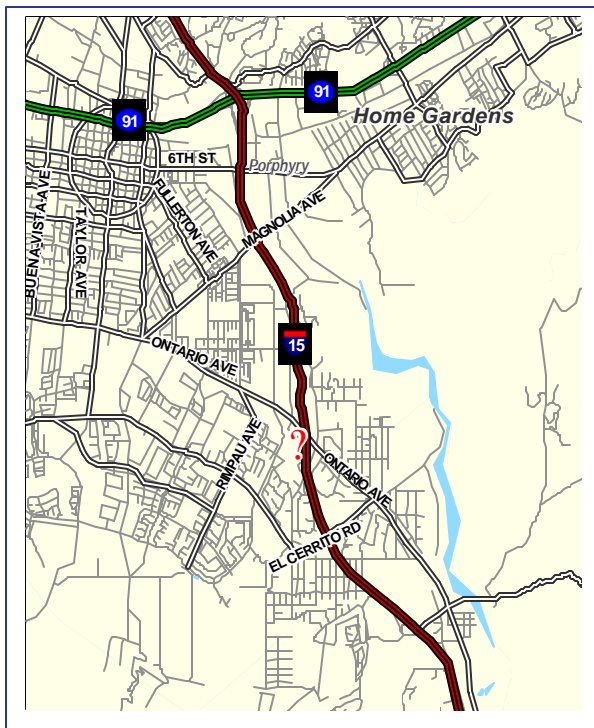 91
91
Home Gardens
6TH ST
Porphyry
BUENA VISTA AVE
TAYLOR AVE
FULLERTON AVE
MAGNOLIA AVE
15
ONTARIO AVE
RIMPAU AVE
?
ONTARIO AVE
EL CERRITO RD